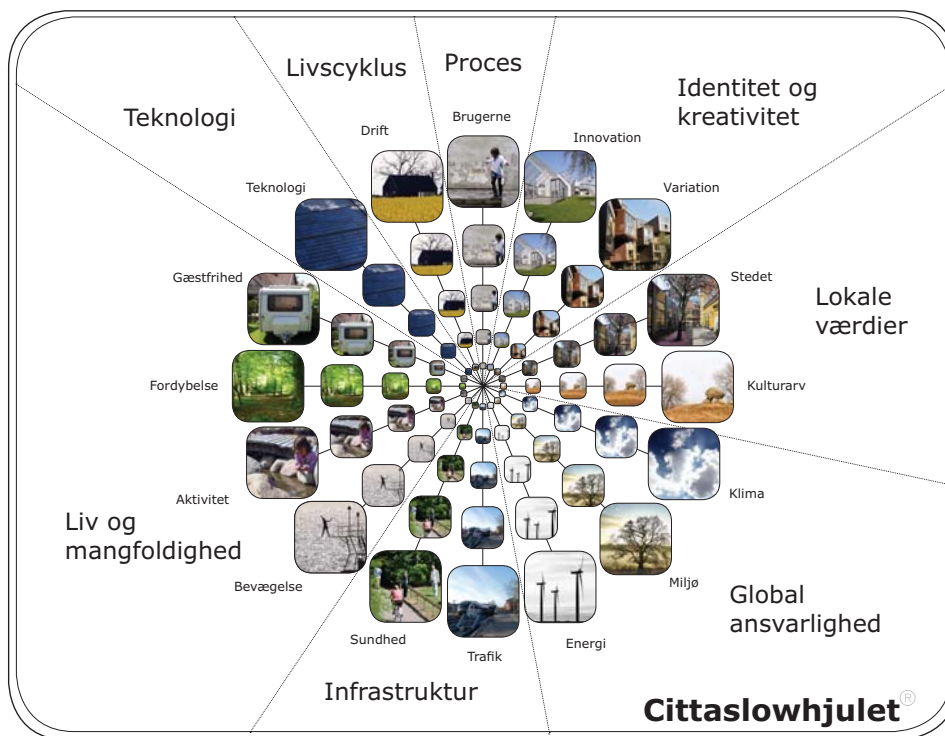 Livscyklus
Proces
Identitet og
kreativitet
Teknologi
Drift
Brugerne
Innovation
Teknologi
Variation
Gæstfrihed
Stedet
Lokale
værdier
Fordybelse
Kulturarv
Aktivitet
Klima
Liv og
mangfoldighed
Bevægelse
Miljø
Global
ansvarlighed
Sundhed
Trafik
Energi
Infrastruktur
Cittaslowhjulet®